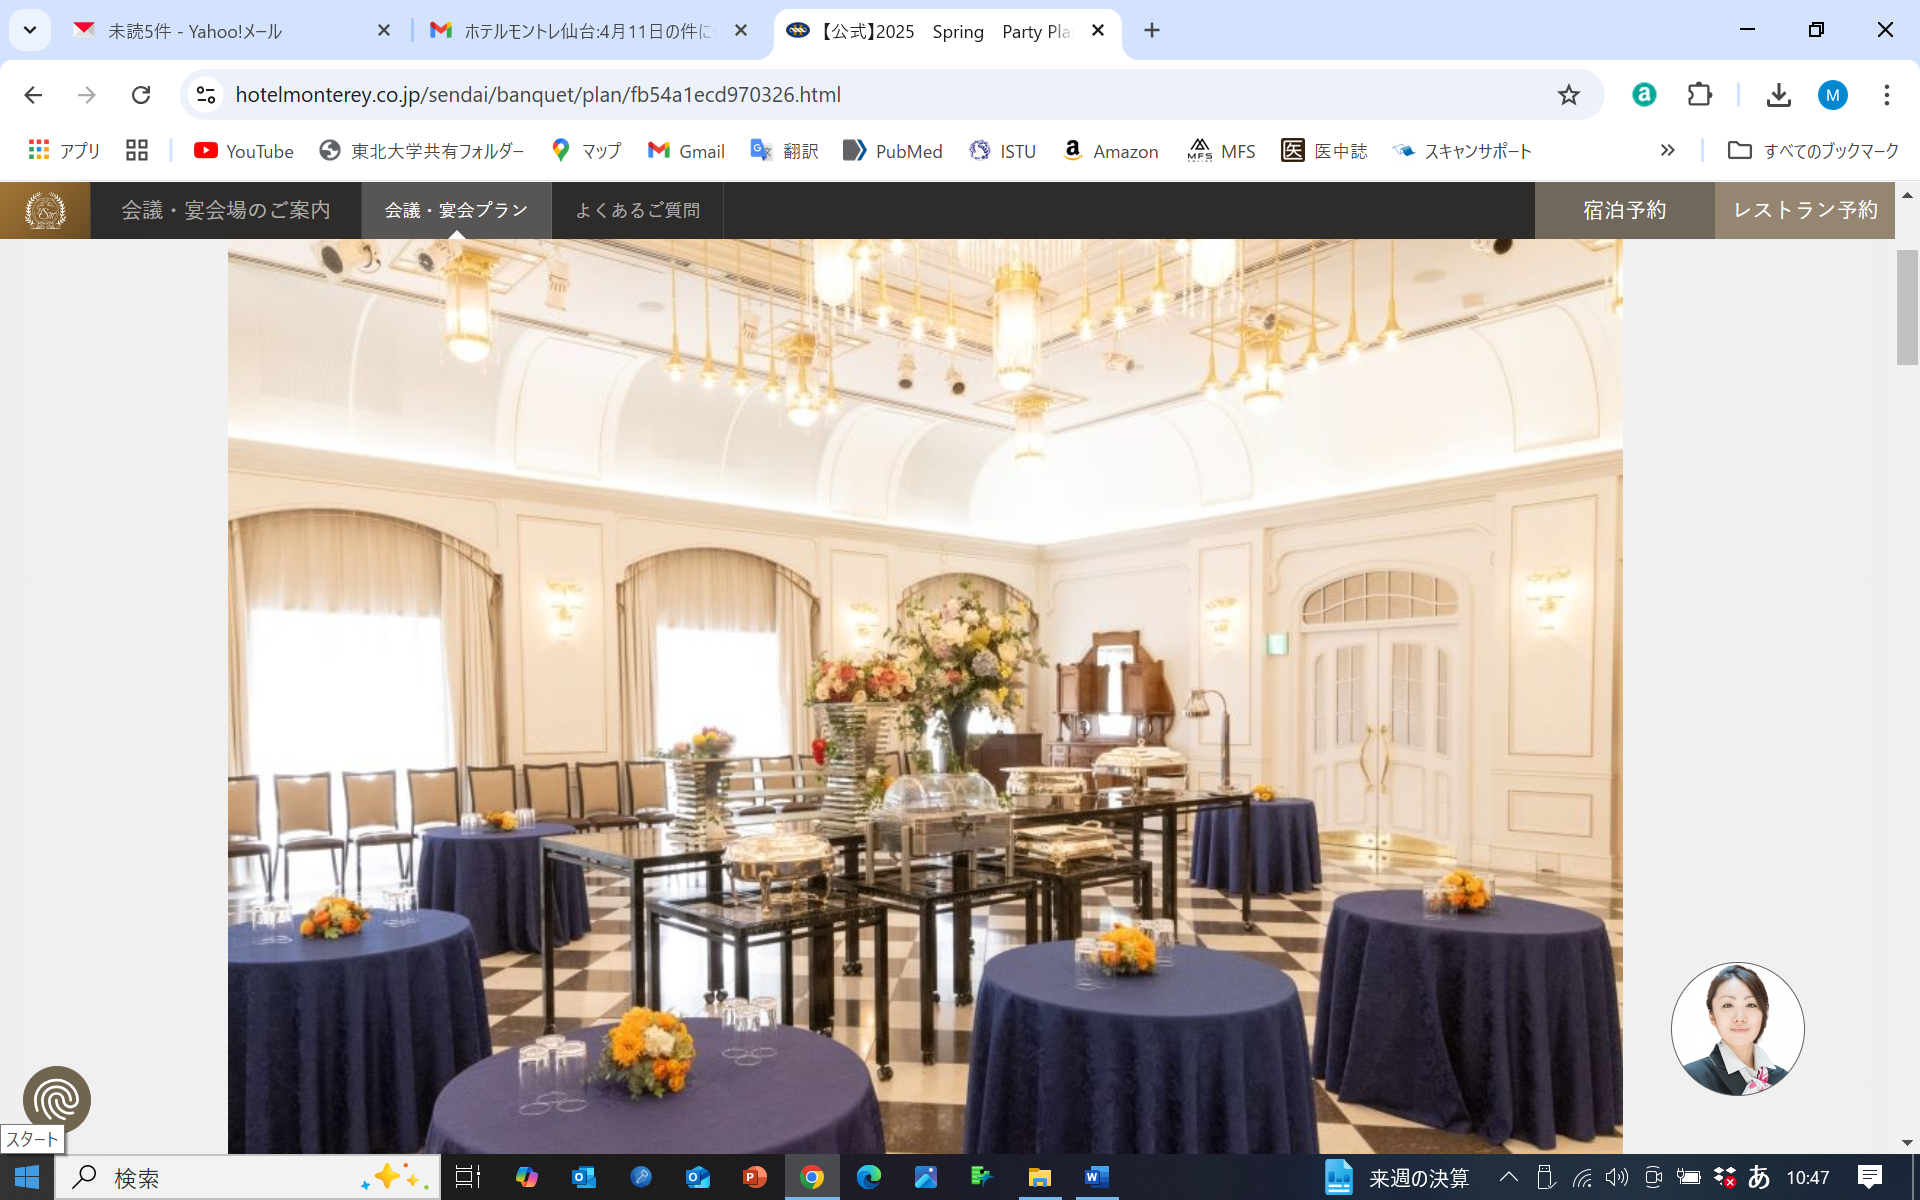 未読5件 - Yahoo!メール
ホテルモントレ仙台:4月11日の件に
【公式】2025 Spring Party Pla
hotelmonterey.co.jp/sendai/banquet/plan/fb54a1ecd970326.html
M
アプリ
YouTube
東北大学共有フォルダー
マップ
Gmail
翻訳
PubMed
ISTU
Amazon
MFS
MFS
医
医中誌
スキャンサポート
すべてのブックマーク
会議・宴会場のご案内
会議・宴会プラン
よくあるご質問
宿泊予約
レストラン予約
スタート
検索
来週の決算
あ
10:47